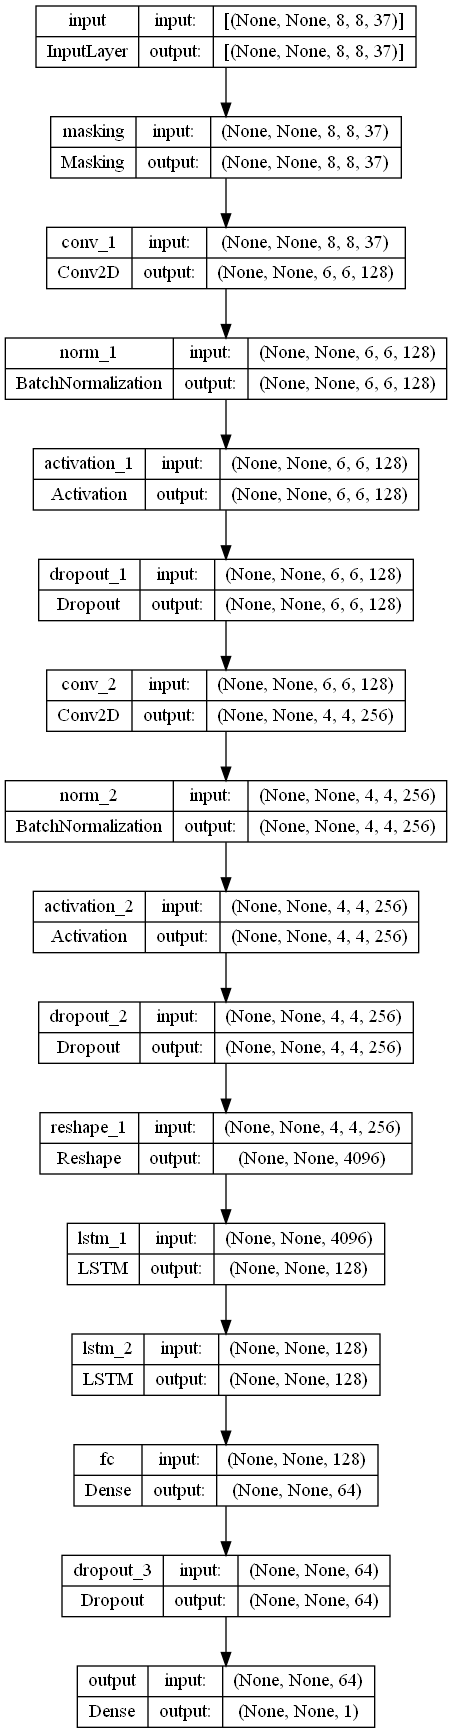 input input: [(None, None, 8, 8, 37)]
InputLayer output: [(None, None, 8, 8, 37)]
masking input: (None, None, 8, 8, 37)
Masking output: (None, None, 8, 8, 37)
conv_1 input: (None, None, 8, 8, 37)
Conv2D output: (None, None, 6, 6, 128)
norm_1 input: (None, None, 6, 6, 128)
BatchNormalization output: (None, None, 6, 6, 128)
activation_1 input: (None, None, 6, 6, 128)
Activation output: (None, None, 6, 6, 128)
dropout_1 input: (None, None, 6, 6, 128)
Dropout output: (None, None, 6, 6, 128)
conv_2 input: (None, None, 6, 6, 128)
Conv2D output: (None, None, 4, 4, 256)
norm_2 input: (None, None, 4, 4, 256)
BatchNormalization output: (None, None, 4, 4, 256)
activation_2 input: (None, None, 4, 4, 256)
Activation output: (None, None, 4, 4, 256)
dropout_2 input: (None, None, 4, 4, 256)
Dropout output: (None, None, 4, 4, 256)
reshape_1 input: (None, None, 4, 4, 256)
Reshape output: (None, None, 4096)
lstm_1 input: (None, None, 4096)
LSTM output: (None, None, 128)
lstm_2 input: (None, None, 128)
LSTM output: (None, None, 128)
fc input: (None, None, 128)
Dense output: (None, None, 64)
dropout_3 input: (None, None, 64)
Dropout output: (None, None, 64)
output input: (None, None, 64)
Dense output: (None, None, 1)